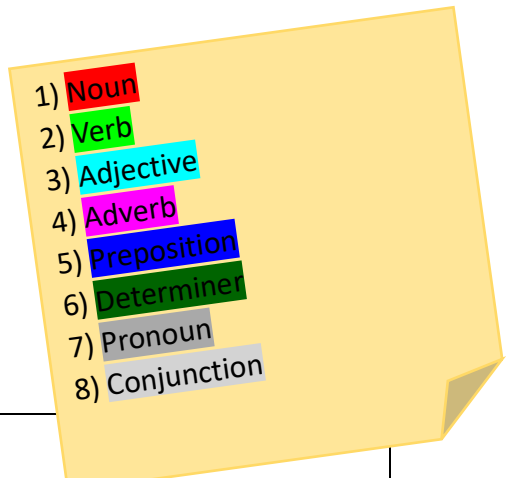 1) Noun
2) Verb
3) Adjective
4) Adverb
5) Preposition
6) Determiner
7) Pronoun
8) Conjunction